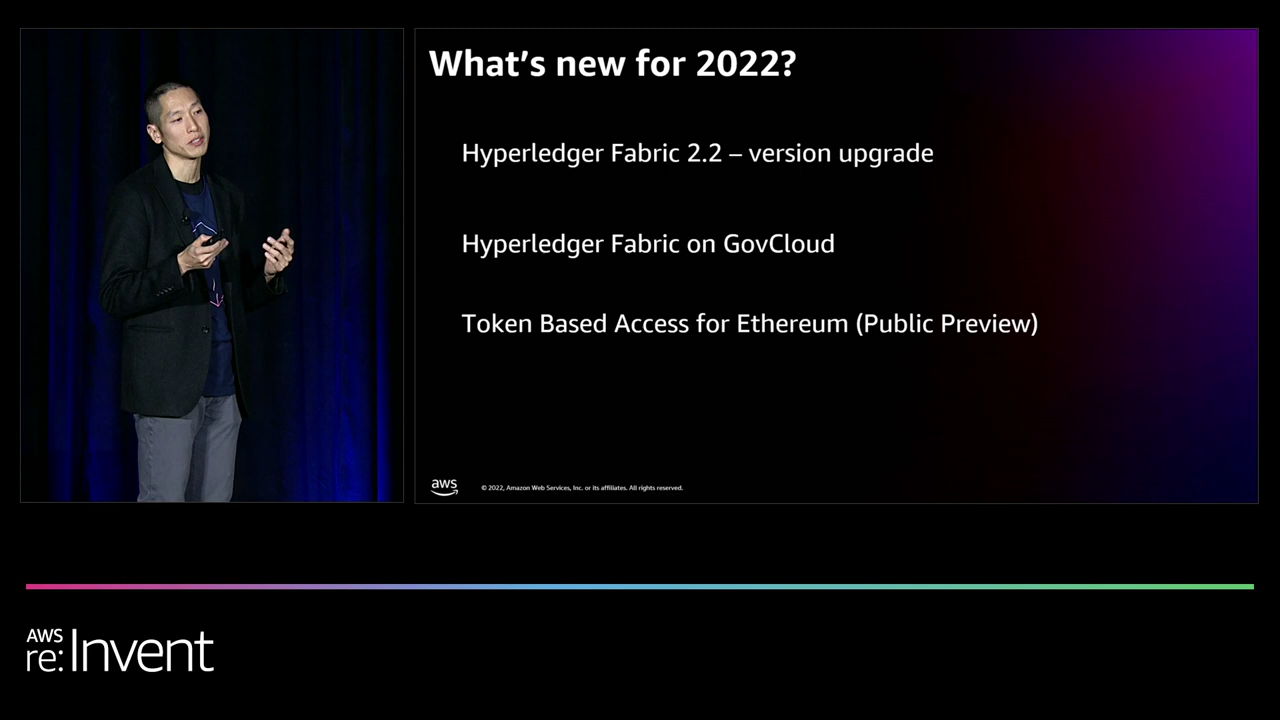 What's new for 2022?
Hyperledger Fabric 2.2 – version upgrade
Hyperledger Fabric on GovCloud
Token Based Access for Ethereum (Public Preview)
aws
© 2022, Amazon Web Services, Inc. or its affiliates. All rights reserved.
AWS
re:Invent